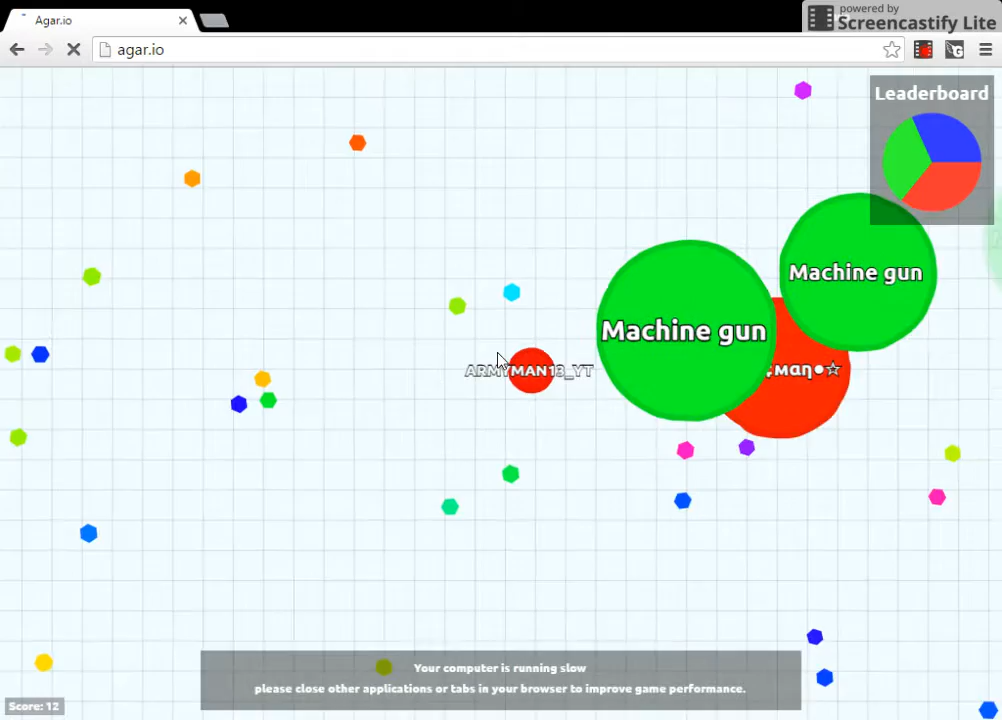 Agar.io
powered by
Screencastify Lite
agar.io
Leaderboard
Machine gun
Machine gun
ARMYMAN18_YT
Your computer is running slow
please close other applications or tabs in your browser to improve game performance.
Score: 12